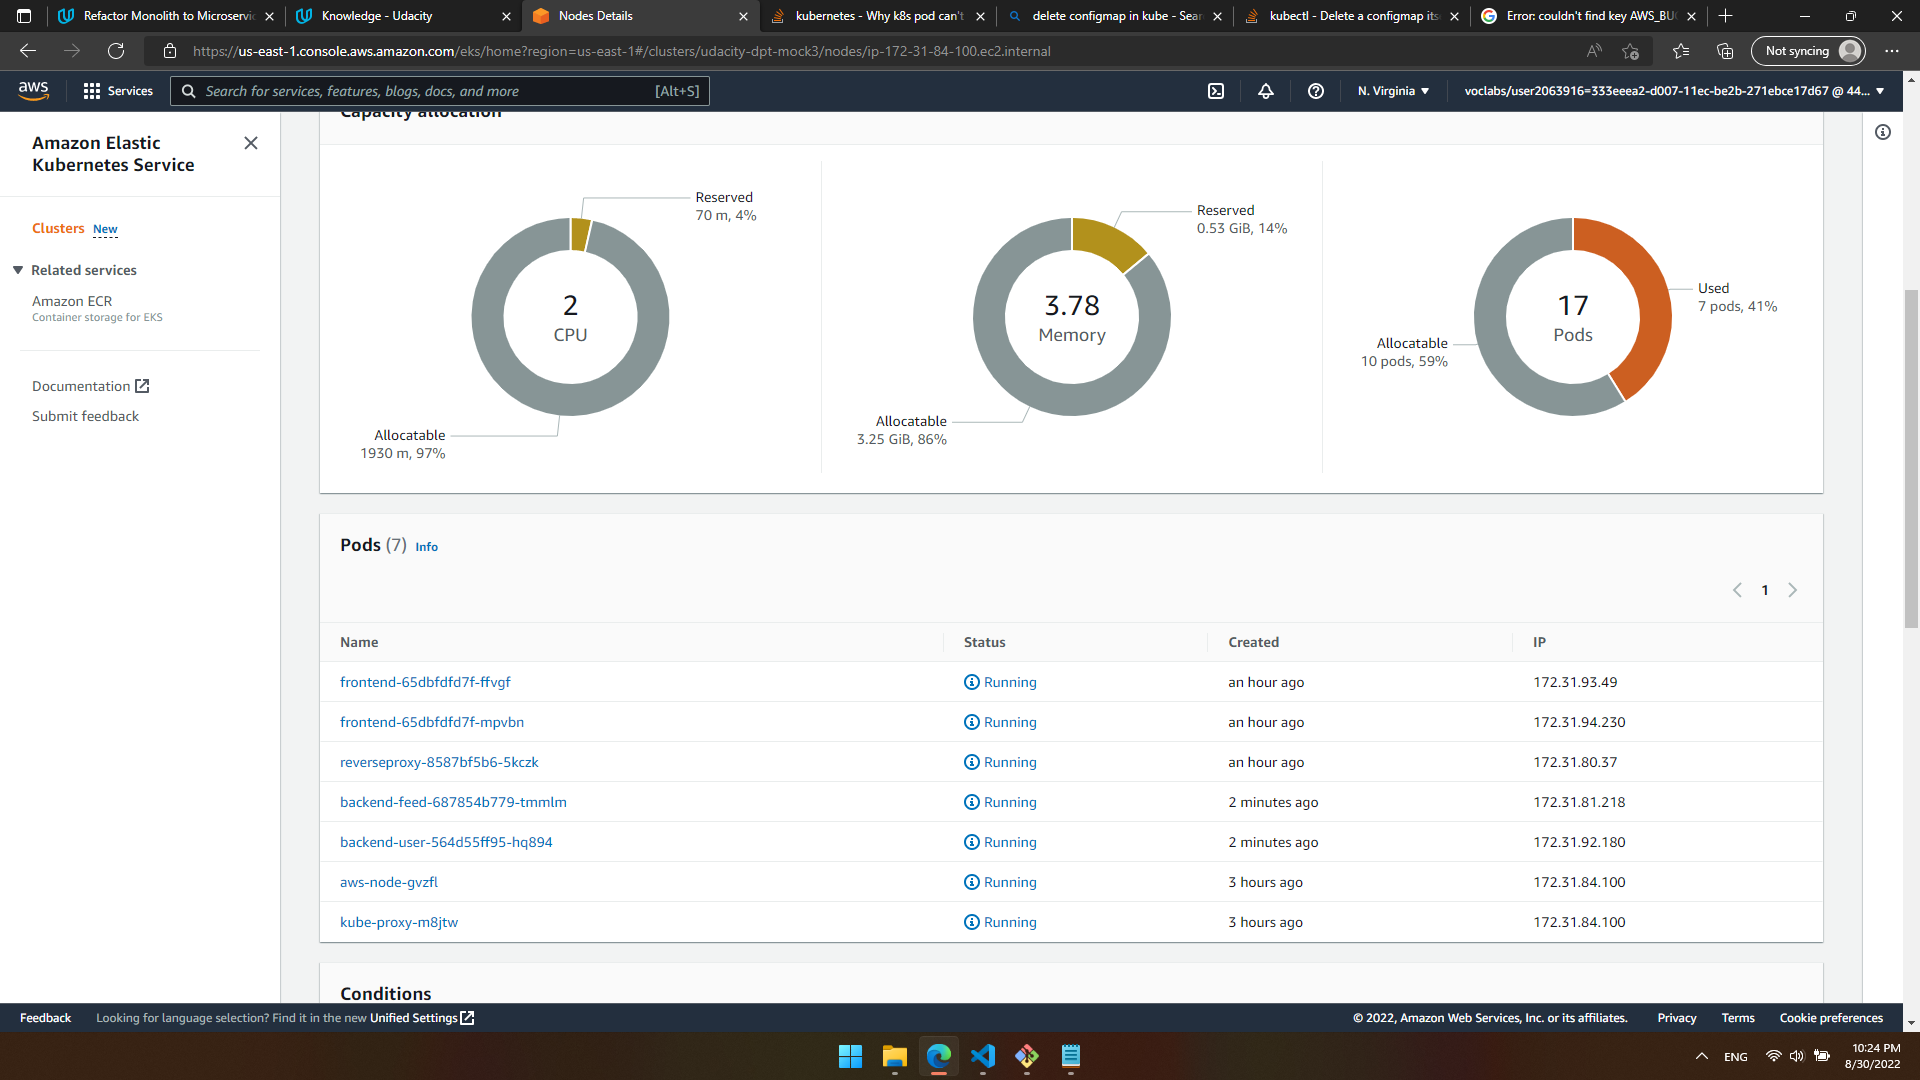 Refactor Monolith to Microservic
Knowledge - Udacity
Nodes Details
kubernetes - Why k8s pod can't
delete configmap in kube - Sear
kubectl - Delete a configmap its
Error: couldn't find key AWS_BU
https://us-east-1.console.aws.amazon.com/eks/home?region=us-east-1#/clusters/udacity-dpt-mock3/nodes/ip-172-31-84-100.ec2.internal
Not syncing
aws
Services
Search for services, features, blogs, docs, and more
[Alt+S]
N. Virginia
voclabs/user2063916=333eeea2-d007-11ec-be2b-271ebce17d67 @ 44...
Amazon Elastic
Kubernetes Service
Clusters New
Related services
Amazon ECR
Container storage for EKS
Documentation
Submit feedback
Capacity allocation
Reserved
70 m, 4%
2
CPU
Allocatable
1930 m, 97%
Reserved
0.53 GiB, 14%
3.78
Memory
Allocatable
3.25 GiB, 86%
Used
7 pods, 41%
17
Pods
Allocatable
10 pods, 59%
Pods (7) Info
1
Name Status Created IP
frontend-65dbfdfd7f-ffvgf Running an hour ago 172.31.93.49
frontend-65dbfdfd7f-mpvbn Running an hour ago 172.31.94.230
reverseproxy-8587bf5b6-5kczk Running an hour ago 172.31.80.37
backend-feed-687854b779-tmmlm Running 2 minutes ago 172.31.81.218
backend-user-564d55ff95-hq894 Running 2 minutes ago 172.31.92.180
aws-node-gvzfl Running 3 hours ago 172.31.84.100
kube-proxy-m8jtw Running 3 hours ago 172.31.84.100
Conditions
Feedback Looking for language selection? Find it in the new Unified Settings
© 2022, Amazon Web Services, Inc. or its affiliates. Privacy Terms Cookie preferences
ENG
10:24 PM
8/30/2022